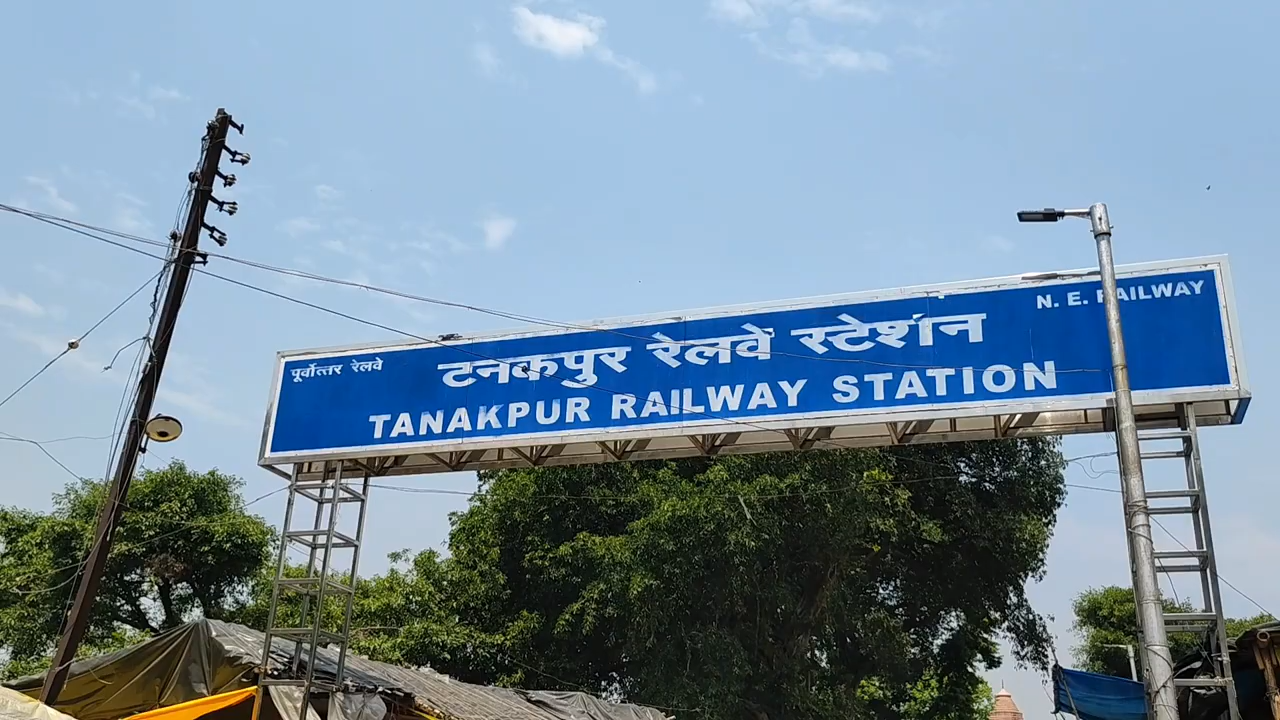 पूर्वोत्तर रेलवे
N. E. RAILWAY
टनकपुर रेलवें स्टेशन
TANAKPUR RAILWAY STATION